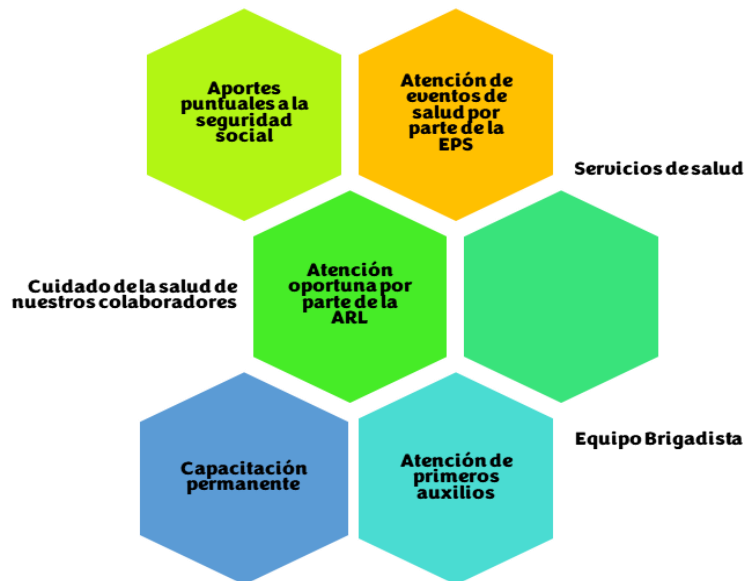 Aportes
puntuales a la
seguridad
social
Atención de
eventos de
salud por
parte de la
EPS
Servicios de salud
Cuidado de la salud de
nuestros colaboradores
Atención
oportuna por
parte de la
ARL
Capacitación
permanente
Atención de
primeros
auxilios
Equipo Brigadista